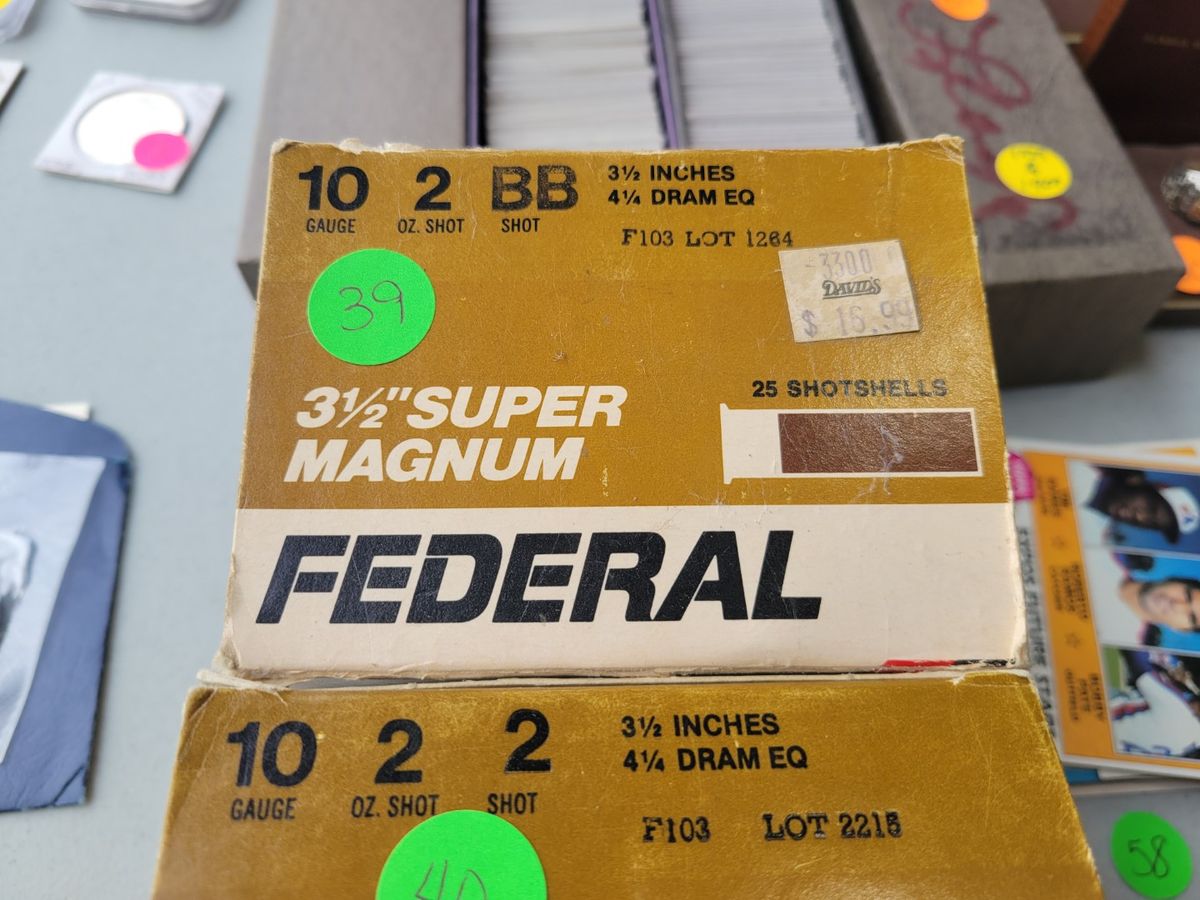 10 2 BB
GAUGE OZ. SHOT SHOT
3½ INCHES
4¼ DRAM EQ
F103 LOT 1264
39
3300
DAVID'S
$ 15.99
3½" SUPER
MAGNUM
25 SHOTSHELLS
FEDERAL
10 2 2
GAUGE OZ. SHOT SHOT
3½ INCHES
4¼ DRAM EQ
F103 LOT 2215
40
58